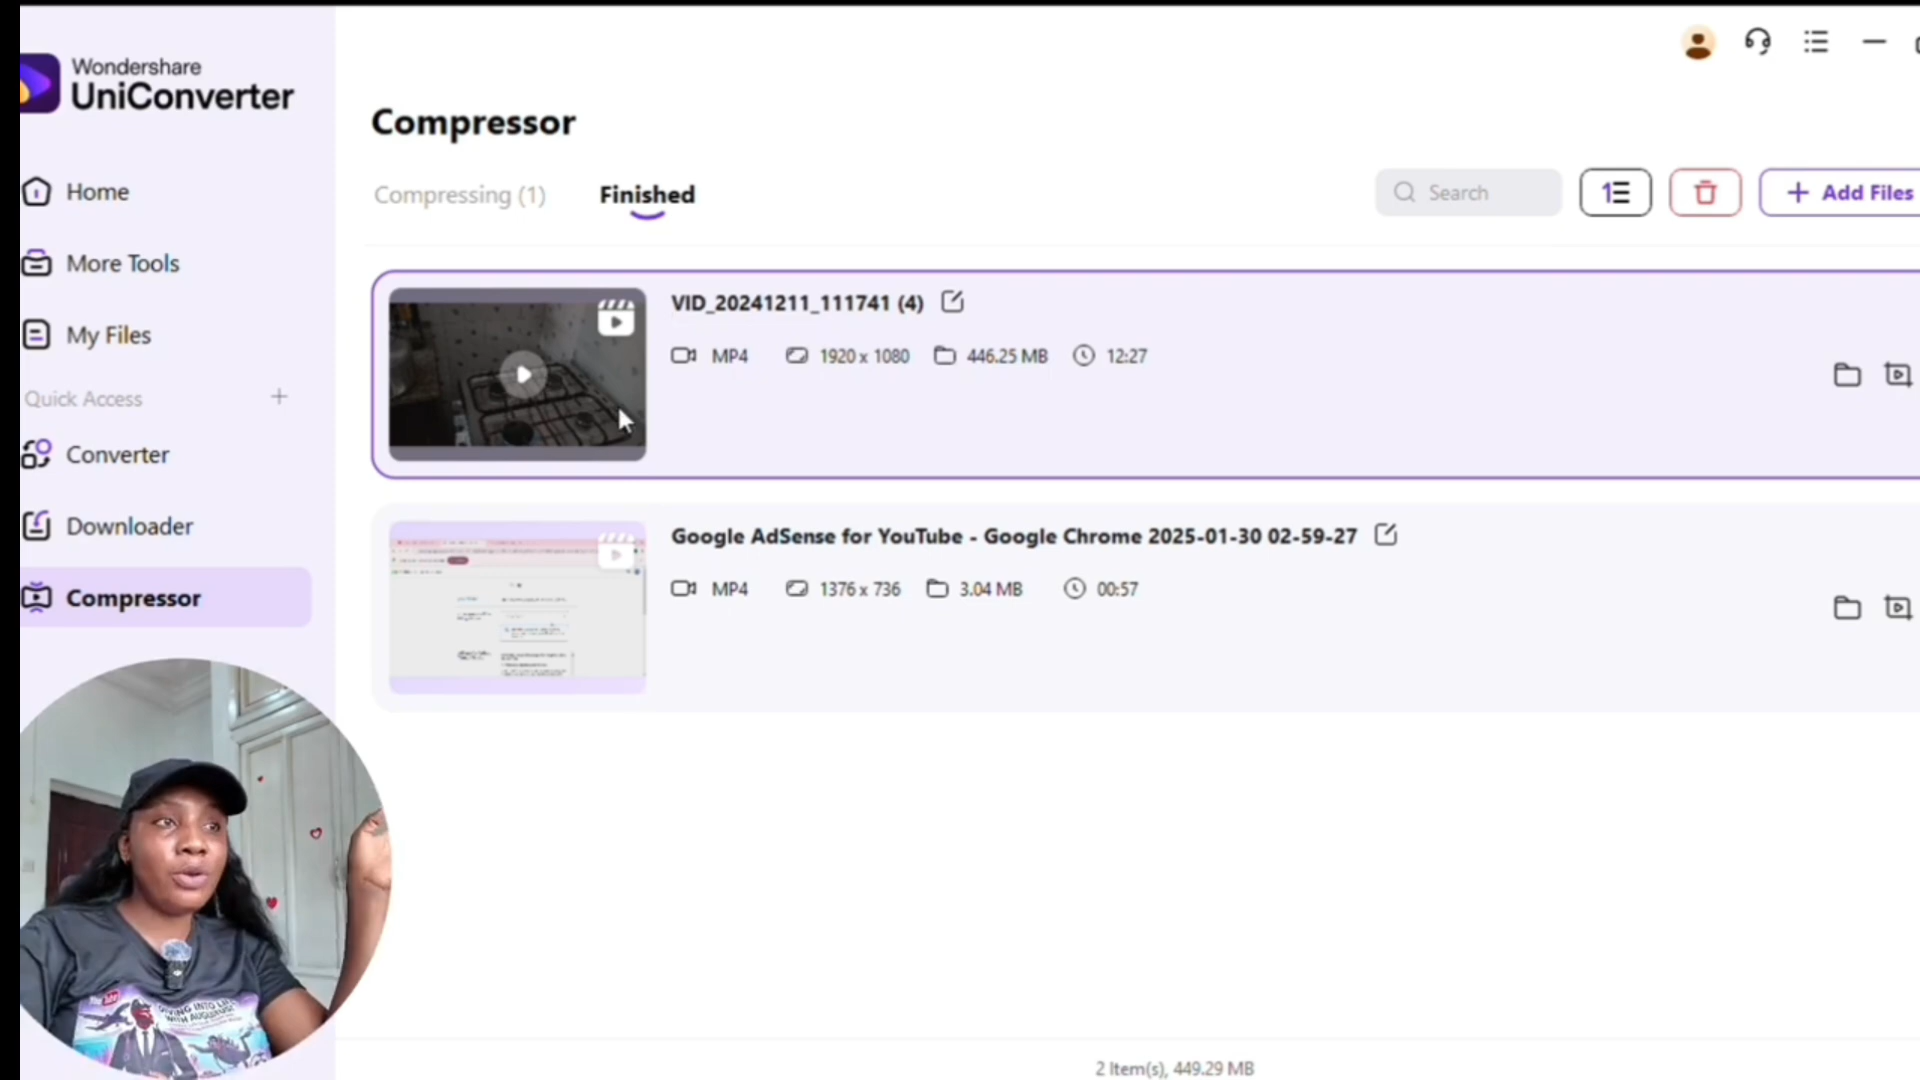 Wondershare
UniConverter
Home
More Tools
My Files
Quick Access
Converter
Downloader
Compressor
Compressor
Compressing (1)
Finished
Search
Add Files
VID_20241211_111741 (4)
MP4 1920 x 1080 446.25 MB 12:27
Google AdSense for YouTube - Google Chrome 2025-01-30 02-59-27
MP4 1376 x 736 3.04 MB 00:57
WITH
2 Item(s), 449.29 MB